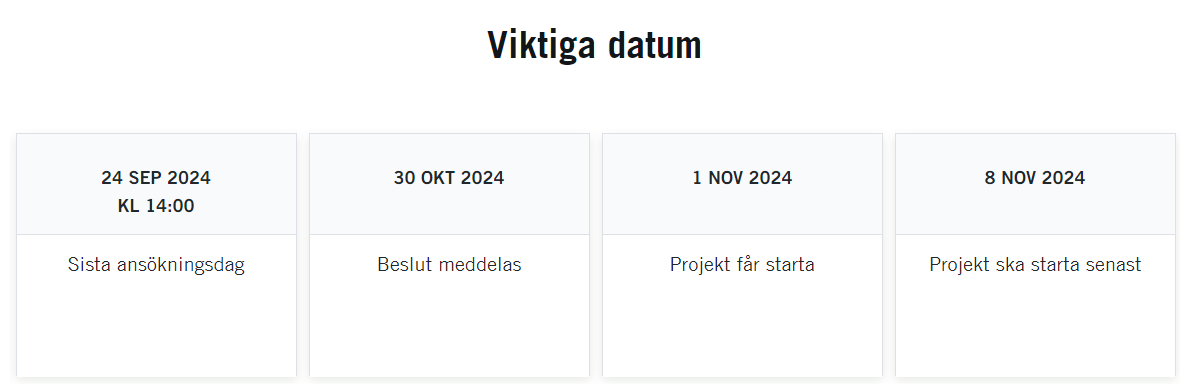 Viktiga datum
24 SEP 2024
KL 14:00
Sista ansökningsdag
30 OKT 2024
Beslut meddelas
1 NOV 2024
Projekt får starta
8 NOV 2024
Projekt ska starta senast